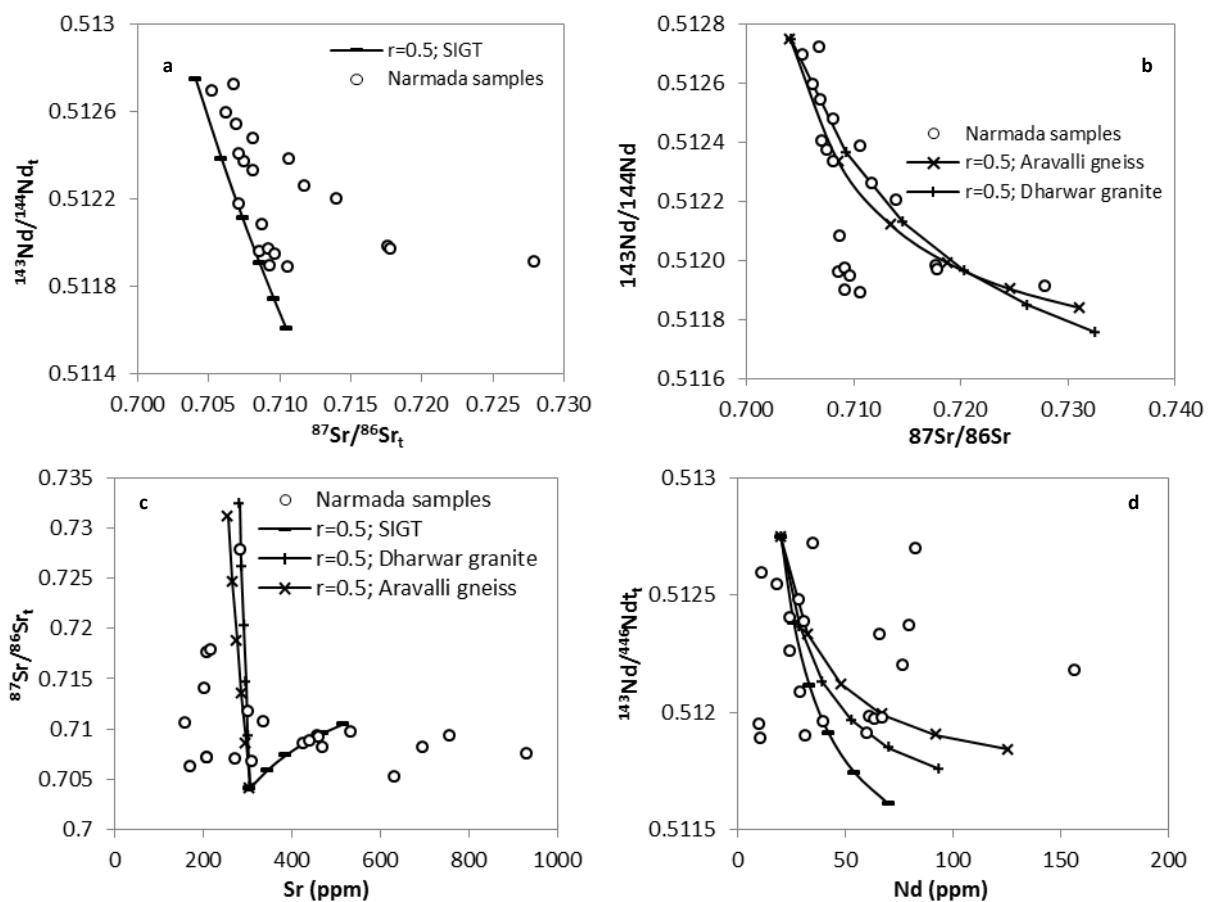 0.513
0.5126
0.5122
0.5118
0.5114
¹⁴³Nd/¹⁴⁴Ndₜ
a
r=0.5; SIGT
Narmada samples
0.700 0.705 0.710 0.715 0.720 0.725 0.730
⁸⁷Sr/⁸⁶Srₜ
0.5128
0.5126
0.5124
0.5122
0.5120
0.5118
0.5116
143Nd/144Nd
b
Narmada samples
r=0.5; Aravalli gneiss
r=0.5; Dharwar granite
0.700 0.710 0.720 0.730 0.740
87Sr/86Sr
0.735
0.73
0.725
0.72
0.715
0.71
0.705
0.7
⁸⁷Sr/⁸⁶Srₜ
c
Narmada samples
r=0.5; SIGT
r=0.5; Dharwar granite
r=0.5; Aravalli gneiss
0 200 400 600 800 1000
Sr (ppm)
0.513
0.5125
0.512
0.5115
¹⁴³Nd/⁴⁴⁶Ndtₜ
d
0 50 100 150 200
Nd (ppm)